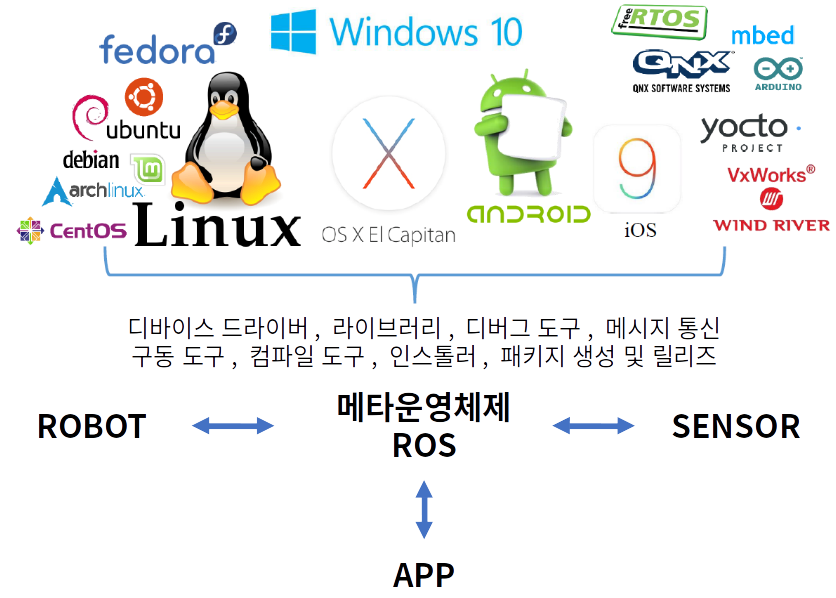 fedora
Windows 10
free RTOS
mbed
QNX™
QNX SOFTWARE SYSTEMS
ARDUINO
ubuntu
debian
archlinux
CentOS
Linux
OS X El Capitan
ANDROID
9
iOS
yocto
PROJECT
VxWorks®
WIND RIVER
디바이스 드라이버 , 라이브러리 , 디버그 도구 , 메시지 통신
구동 도구 , 컴파일 도구 , 인스톨러 , 패키지 생성 및 릴리즈
ROBOT
메타운영체제
ROS
SENSOR
APP